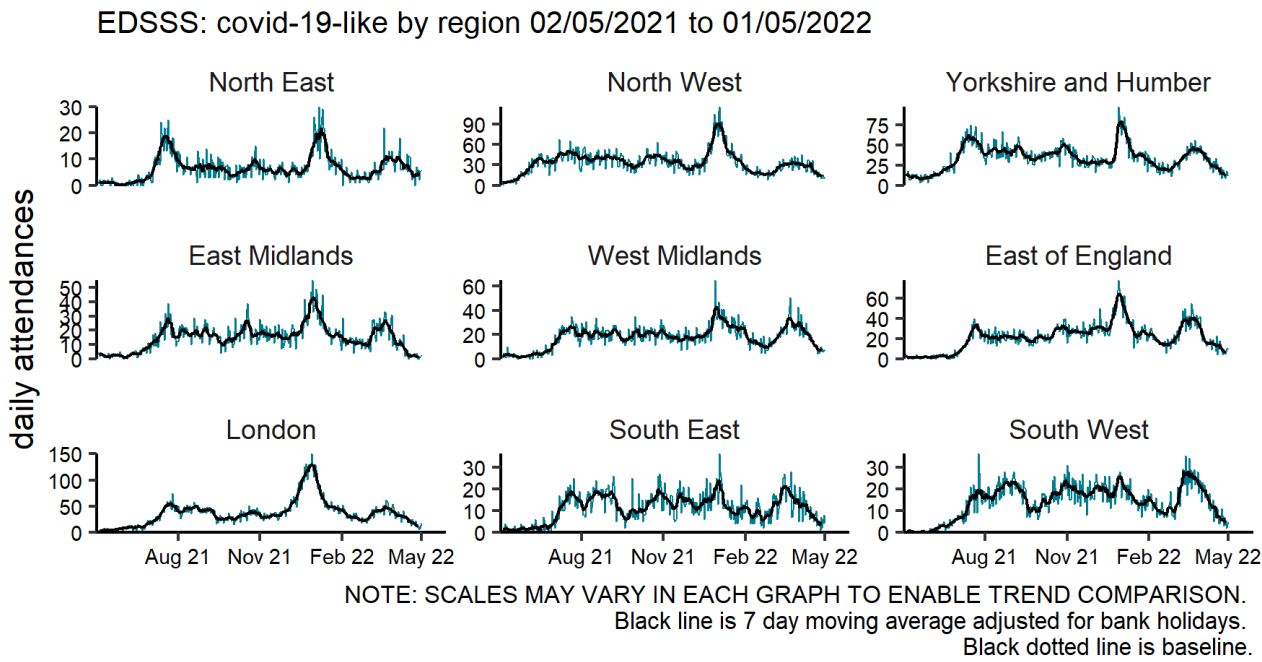 EDSSS: covid-19-like by region 02/05/2021 to 01/05/2022
North East
North West
Yorkshire and Humber
30
20
10
0
90
60
30
0
75
50
25
0
daily attendances
East Midlands
West Midlands
East of England
50
40
30
20
10
0
60
40
20
0
60
40
20
0
London
South East
South West
150
100
50
0
30
20
10
0
30
20
10
0
Aug 21 Nov 21 Feb 22 May 22
Aug 21 Nov 21 Feb 22 May 22
Aug 21 Nov 21 Feb 22 May 22
NOTE: SCALES MAY VARY IN EACH GRAPH TO ENABLE TREND COMPARISON.
Black line is 7 day moving average adjusted for bank holidays.
Black dotted line is baseline.